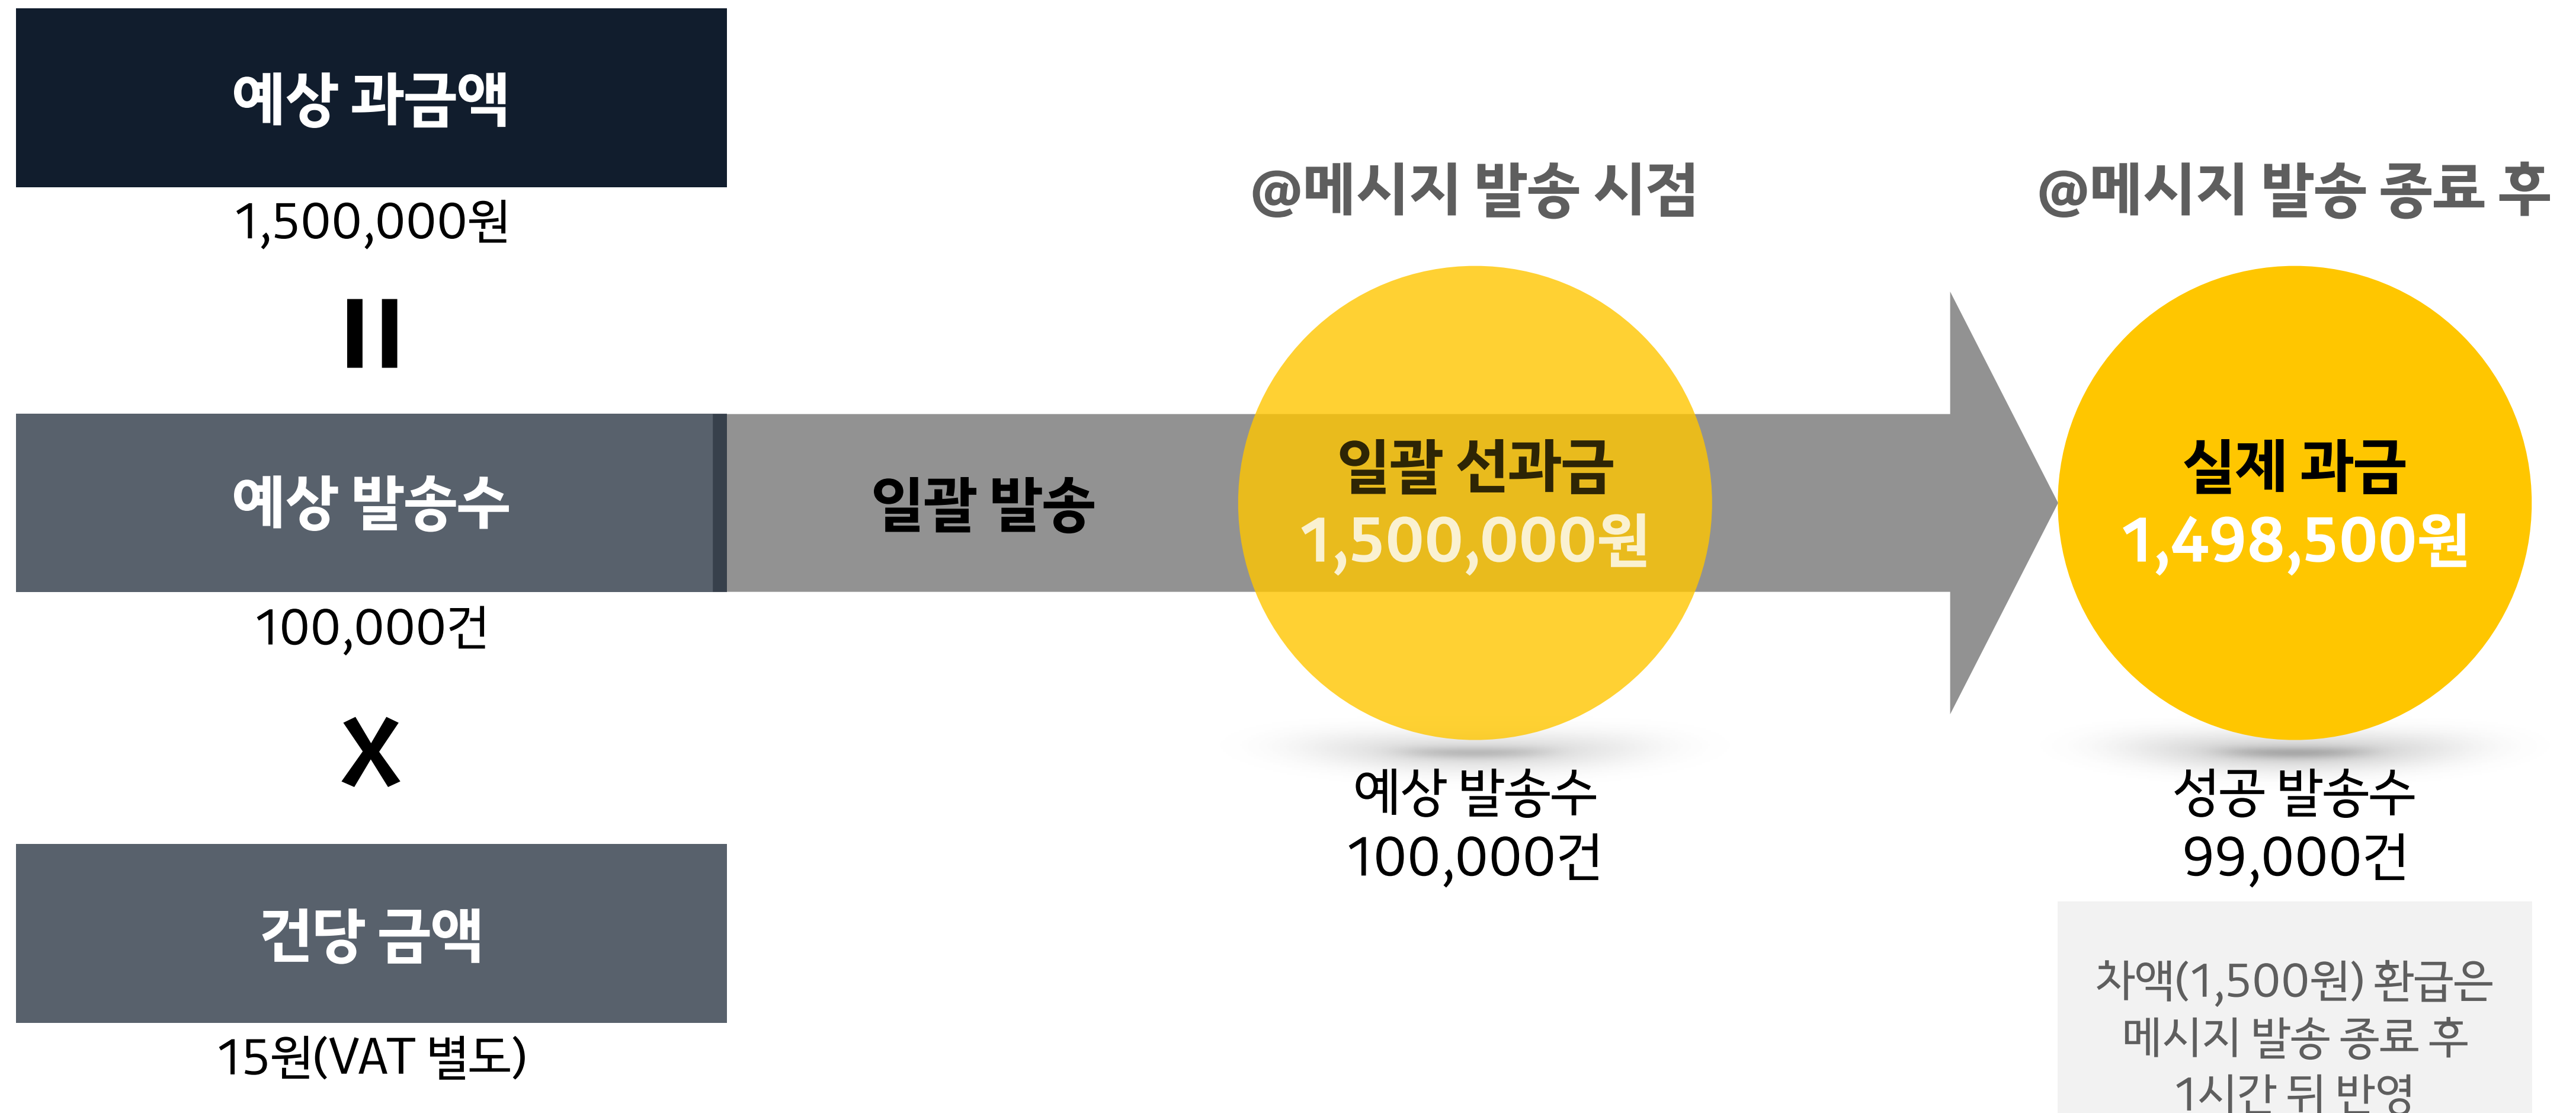 예상 과금액
1,500,000원
=
예상 발송수
100,000건
X
건당 금액
15원(VAT 별도)
일괄 발송
@메시지 발송 시점
일괄 선과금
1,500,000원
예상 발송수
100,000건
@메시지 발송 종료 후
실제 과금
1,498,500원
성공 발송수
99,000건
차액(1,500원) 환급은
메시지 발송 종료 후
1시간 뒤 반영